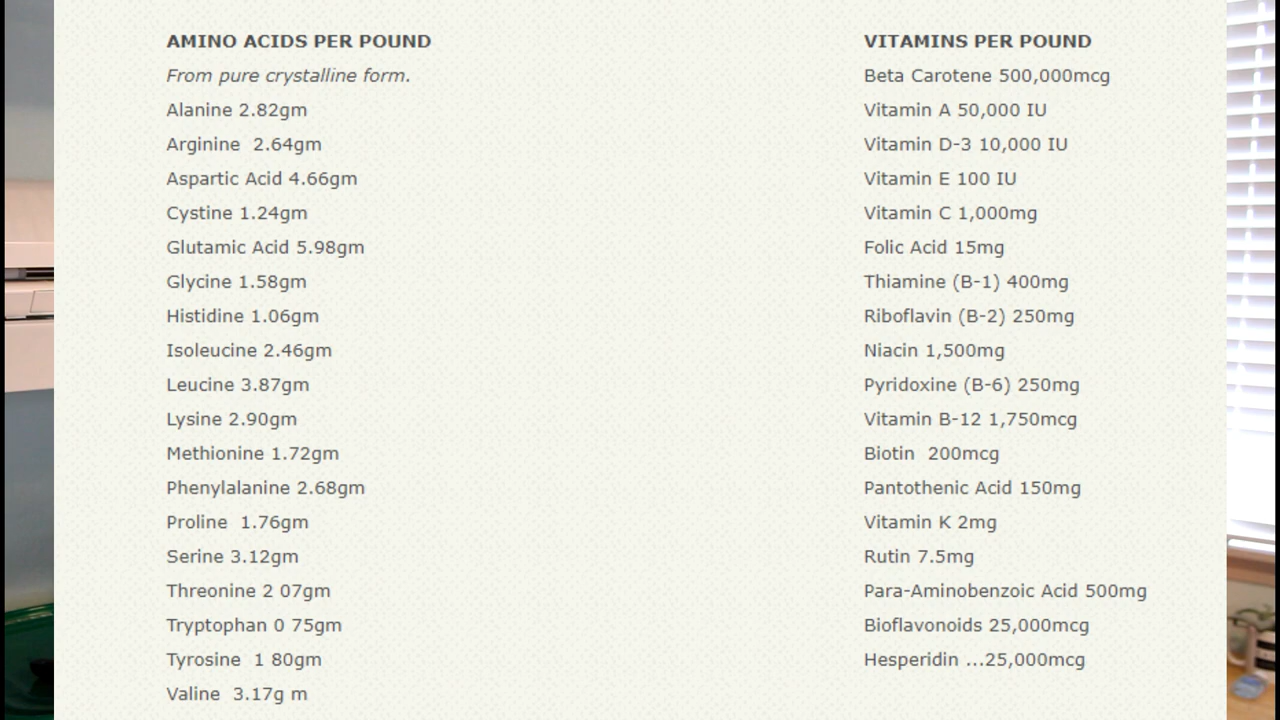 AMINO ACIDS PER POUND
From pure crystalline form.
Alanine 2.82gm
Arginine  2.64gm
Aspartic Acid 4.66gm
Cystine 1.24gm
Glutamic Acid 5.98gm
Glycine 1.58gm
Histidine 1.06gm
Isoleucine 2.46gm
Leucine 3.87gm
Lysine 2.90gm
Methionine 1.72gm
Phenylalanine 2.68gm
Proline  1.76gm
Serine 3.12gm
Threonine 2 07gm
Tryptophan 0 75gm
Tyrosine  1 80gm
Valine  3.17g m
VITAMINS PER POUND
Beta Carotene 500,000mcg
Vitamin A 50,000 IU
Vitamin D-3 10,000 IU
Vitamin E 100 IU
Vitamin C 1,000mg
Folic Acid 15mg
Thiamine (B-1) 400mg
Riboflavin (B-2) 250mg
Niacin 1,500mg
Pyridoxine (B-6) 250mg
Vitamin B-12 1,750mcg
Biotin  200mcg
Pantothenic Acid 150mg
Vitamin K 2mg
Rutin 7.5mg
Para-Aminobenzoic Acid 500mg
Bioflavonoids 25,000mcg
Hesperidin ...25,000mcg